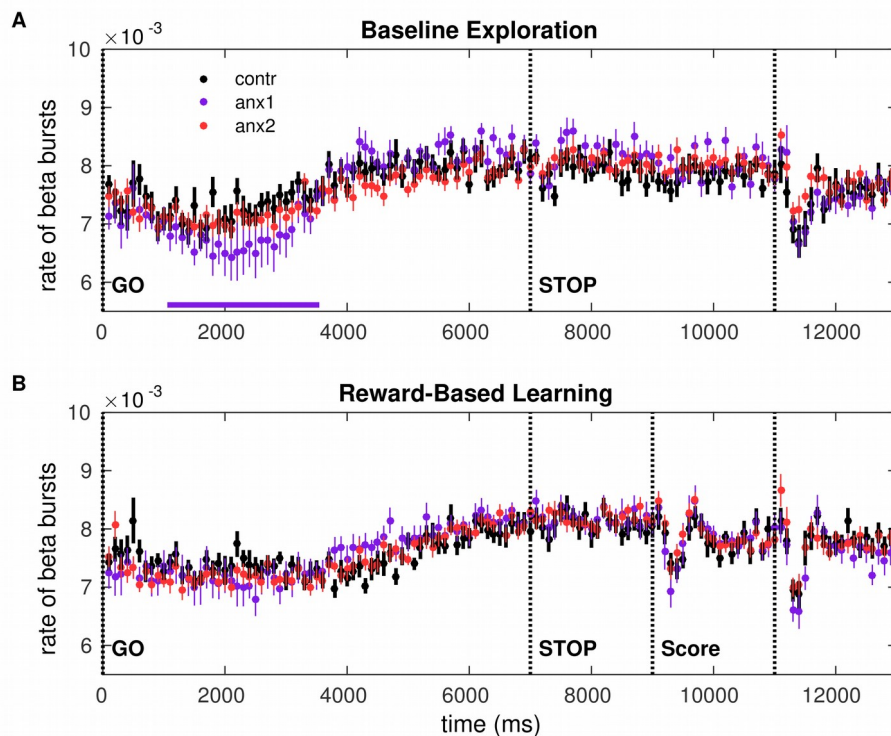 A
× 10 -3
Baseline Exploration
10
9
8
7
6
rate of beta bursts
contr
anx1
anx2
GO
STOP
0 2000 4000 6000 8000 10000 12000
B
× 10 -3
Reward-Based Learning
10
9
8
7
6
rate of beta bursts
GO
STOP
Score
0 2000 4000 6000 8000 10000 12000
time (ms)